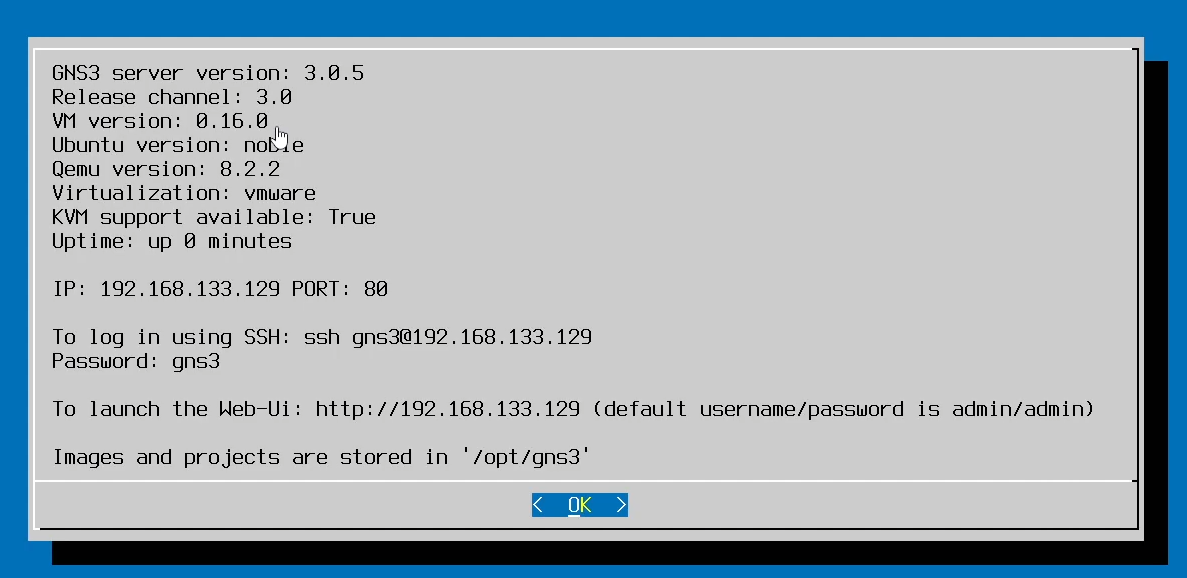 GNS3 server version: 3.0.5
Release channel: 3.0
VM version: 0.16.0
Ubuntu version: noble
Qemu version: 8.2.2
Virtualization: vmware
KVM support available: True
Uptime: up 0 minutes
IP: 192.168.133.129 PORT: 80
To log in using SSH: ssh gns3@192.168.133.129
Password: gns3
To launch the Web-Ui: http://192.168.133.129 (default username/password is admin/admin)
Images and projects are stored in '/opt/gns3'
<  OK  >